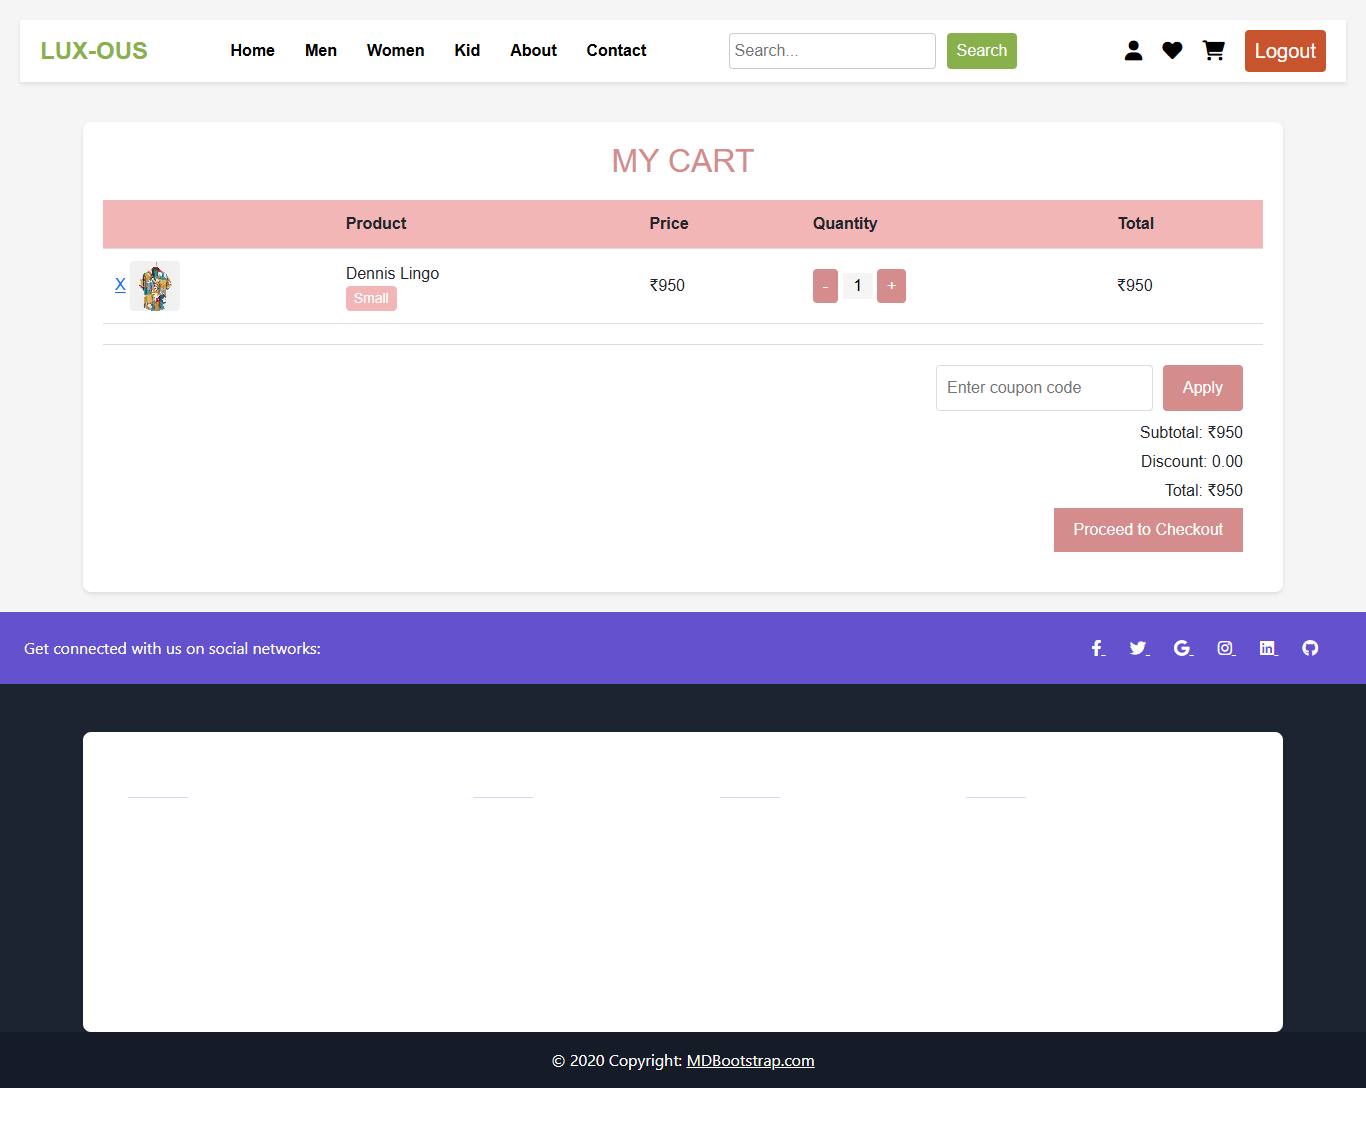 LUX-OUS Home Men Women Kid About Contact Search... Search Logout
MY CART
Product Price Quantity Total
X Dennis Lingo ₹950 - 1 + ₹950
Small
Enter coupon code Apply
Subtotal: ₹950
Discount: 0.00
Total: ₹950
Proceed to Checkout
Get connected with us on social networks:
© 2020 Copyright: MDBootstrap.com